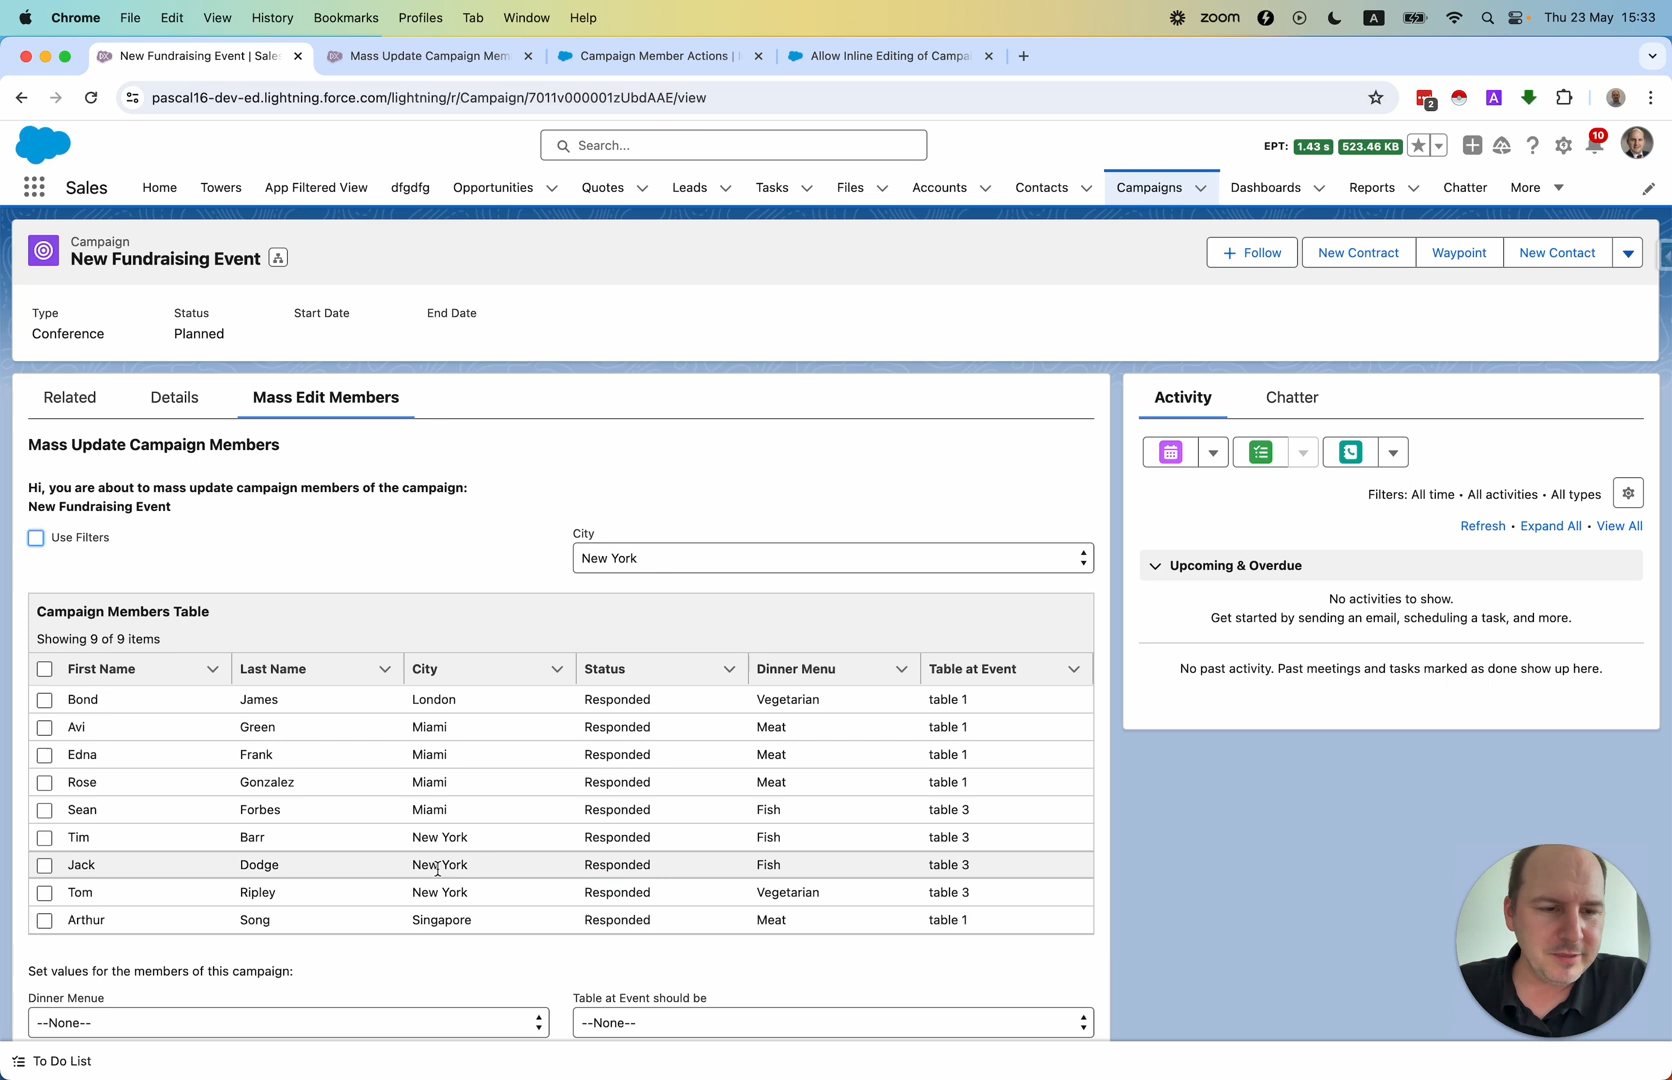 Chrome File Edit View History Bookmarks Profiles Tab Window Help zoom A Thu 23 May 15:33
New Fundraising Event | Sales Mass Update Campaign Mem Campaign Member Actions | Allow Inline Editing of Campa
pascal16-dev-ed.lightning.force.com/lightning/r/Campaign/7011v000001zUbdAAE/view 2 A
Search... EPT: 1.43 s 523.46 KB 10
Sales Home Towers App Filtered View dfgdfg Opportunities Quotes Leads Tasks Files Accounts Contacts Campaigns Dashboards Reports Chatter More
Campaign
New Fundraising Event
+ Follow New Contract Waypoint New Contact
Type Status Start Date End Date
Conference Planned
Related Details Mass Edit Members
Mass Update Campaign Members
Hi, you are about to mass update campaign members of the campaign:
New Fundraising Event
Use Filters
City
New York
Campaign Members Table
Showing 9 of 9 items
First Name Last Name City Status Dinner Menu Table at Event
Bond James London Responded Vegetarian table 1
Avi Green Miami Responded Meat table 1
Edna Frank Miami Responded Meat table 1
Rose Gonzalez Miami Responded Meat table 1
Sean Forbes Miami Responded Fish table 3
Tim Barr New York Responded Fish table 3
Jack Dodge New York Responded Fish table 3
Tom Ripley New York Responded Vegetarian table 3
Arthur Song Singapore Responded Meat table 1
Set values for the members of this campaign:
Dinner Menue Table at Event should be
--None-- --None--
Activity Chatter
Filters: All time • All activities • All types
Refresh • Expand All • View All
Upcoming & Overdue
No activities to show.
Get started by sending an email, scheduling a task, and more.
No past activity. Past meetings and tasks marked as done show up here.
To Do List